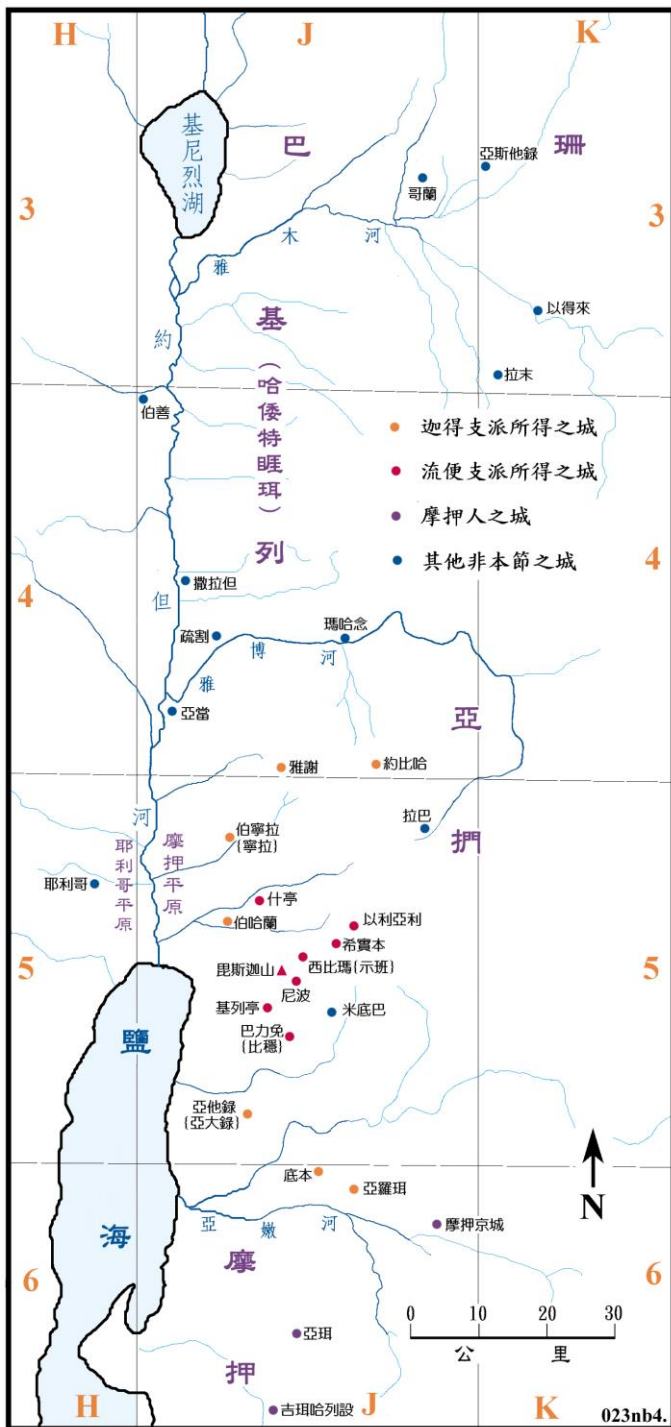 H J K
基尼烈湖
巴 珊
亞斯他錄
哥蘭
3 3
雅 木 河
以得來
拉末
約 但 河
基(哈倭特睚珥)列
伯善
迦得支派所得之城
流便支派所得之城
摩押人之城
其他非本節之城
4 4
撒拉但
疏割
瑪哈念
雅 博 河
亞當
亞 捫
雅謝
約比哈
拉巴
伯寧拉
{寧拉}
耶利哥平原
摩押平原
耶利哥
什亭
伯哈蘭
以利亞利
希實本
西比瑪{示班}
毘斯迦山
尼波
5 5
基列亭
米底巴
巴力免
{比穩}
鹽 海
亞他錄
{亞大錄}
底本
亞羅珥
N
亞 嫩 河
摩押京城
摩 押
6 6
亞珥
0 10 20 30
公 里
吉珥哈列設
H J K
023nb4.